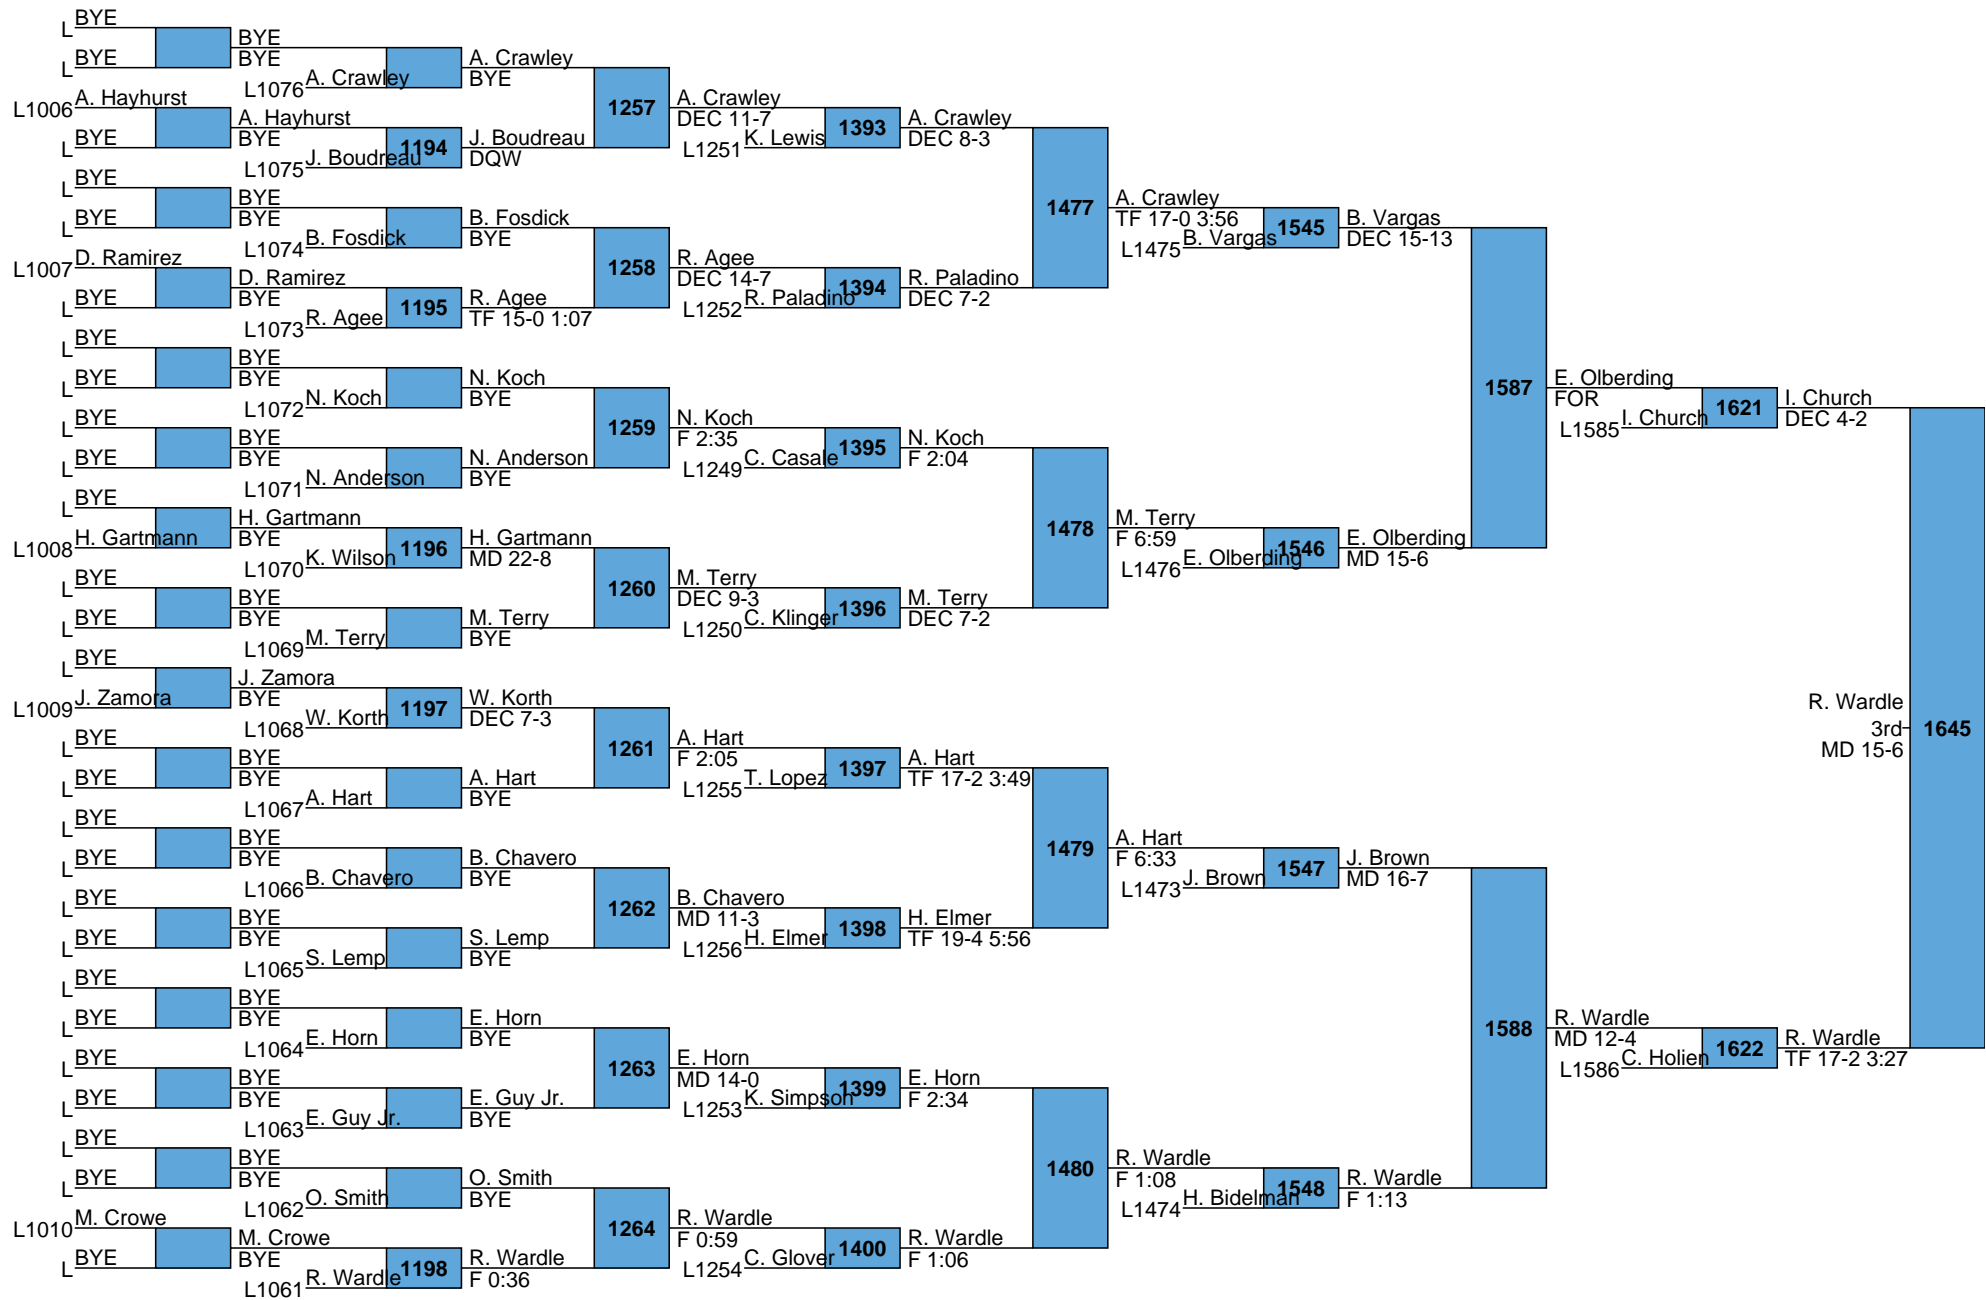 BYE
L
BYE
L
BYE
BYE
L1076 A. Crawley
A. Crawley
BYE
L1006 A. Hayhurst
BYE
L
A. Hayhurst
BYE
L1075 J. Boudreau
1194
J. Boudreau
DQW
1257
A. Crawley
DEC 11-7
L1251 K. Lewis
1393
A. Crawley
DEC 8-3
BYE
L
BYE
L
BYE
BYE
L1074 B. Fosdick
B. Fosdick
BYE
L1007 D. Ramirez
BYE
L
D. Ramirez
BYE
L1073 R. Agee
1195
R. Agee
TF 15-0 1:07
1258
R. Agee
DEC 14-7
L1252 R. Paladino
1394
R. Paladino
DEC 7-2
1477
A. Crawley
TF 17-0 3:56
L1475 B. Vargas
1545
B. Vargas
DEC 15-13
BYE
L
BYE
L
BYE
BYE
L1072 N. Koch
N. Koch
BYE
BYE
L
BYE
L
BYE
BYE
L1071 N. Anderson
N. Anderson
BYE
1259
N. Koch
F 2:35
L1249 C. Casale
1395
N. Koch
F 2:04
BYE
L
L1008 H. Gartmann
H. Gartmann
BYE
L1070 K. Wilson
1196
H. Gartmann
MD 22-8
BYE
L
BYE
L
BYE
BYE
L1069 M. Terry
M. Terry
BYE
1260
M. Terry
DEC 9-3
L1250 C. Klinger
1396
M. Terry
DEC 7-2
1478
M. Terry
F 6:59
L1476 E. Olberding
1546
E. Olberding
MD 15-6
1587
E. Olberding
FOR
L1585 I. Church
1621
I. Church
DEC 4-2
BYE
L
L1009 J. Zamora
J. Zamora
BYE
L1068 W. Korth
1197
W. Korth
DEC 7-3
BYE
L
BYE
L
BYE
BYE
L1067 A. Hart
A. Hart
BYE
1261
A. Hart
F 2:05
L1255 T. Lopez
1397
A. Hart
TF 17-2 3:49
BYE
L
BYE
L
BYE
BYE
L1066 B. Chavero
B. Chavero
BYE
BYE
L
BYE
L
BYE
BYE
L1065 S. Lemp
S. Lemp
BYE
1262
B. Chavero
MD 11-3
L1256 H. Elmer
1398
H. Elmer
TF 19-4 5:56
1479
A. Hart
F 6:33
L1473 J. Brown
1547
J. Brown
MD 16-7
BYE
L
BYE
L
BYE
BYE
L1064 E. Horn
E. Horn
BYE
BYE
L
BYE
L
BYE
BYE
L1063 E. Guy Jr.
E. Guy Jr.
BYE
1263
E. Horn
MD 14-0
L1253 K. Simpson
1399
E. Horn
F 2:34
BYE
L
BYE
L
BYE
BYE
L1062 O. Smith
O. Smith
BYE
L1010 M. Crowe
BYE
L
M. Crowe
BYE
L1061 R. Wardle
1198
R. Wardle
F 0:36
1264
R. Wardle
F 0:59
L1254 C. Glover
1400
R. Wardle
F 1:06
1480
R. Wardle
F 1:08
L1474 H. Bidelman
1548
R. Wardle
F 1:13
1588
R. Wardle
MD 12-4
L1586 C. Holien
1622
R. Wardle
TF 17-2 3:27
R. Wardle
3rd
MD 15-6
1645